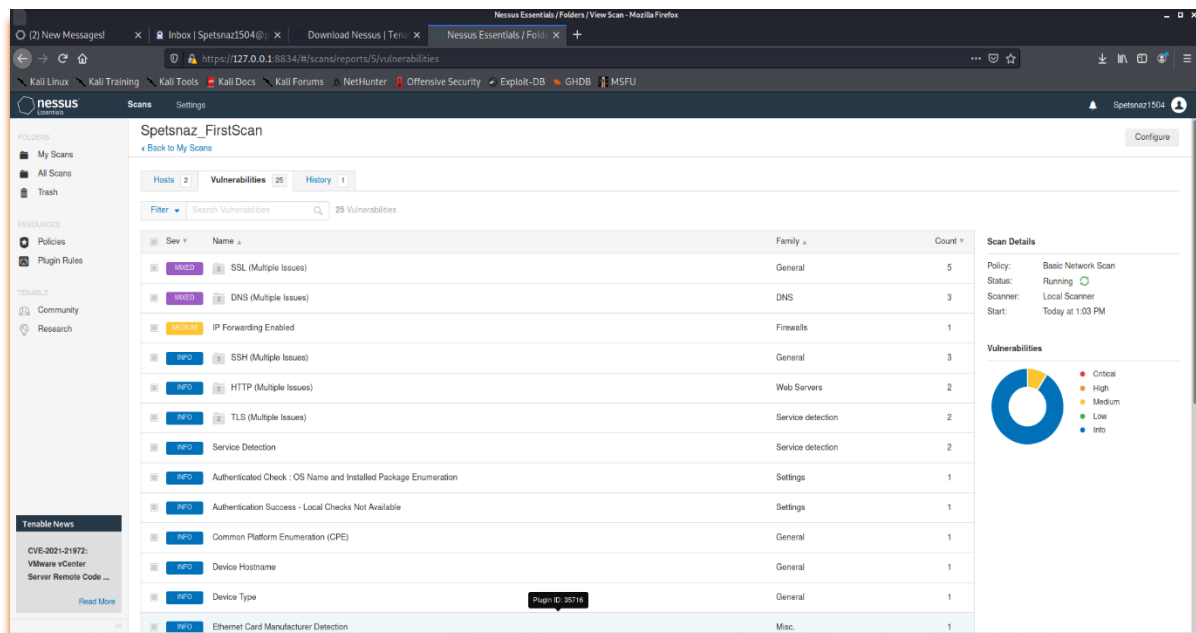 Nessus Essentials / Folders / View Scan - Mozilla Firefox
(2) New Messages! × Inbox | Spetsnaz1504@p × Download Nessus | Tena × Nessus Essentials / Fold × +
https://127.0.0.1:8834/#/scans/reports/5/vulnerabilities
Kali Linux Kali Training Kali Tools Kali Docs Kali Forums NetHunter Offensive Security Exploit-DB GHDB MSFU
nessus Essentials Scans Settings Spetsnaz1504
FOLDERS
My Scans
All Scans
Trash
RESOURCES
Policies
Plugin Rules
TENABLE
Community
Research
Tenable News
CVE-2021-21972:
VMware vCenter
Server Remote Code ...
Read More
Spetsnaz_FirstScan
Configure
‹ Back to My Scans
Hosts 2 Vulnerabilities 25 History 1
Filter Search Vulnerabilities 25 Vulnerabilities
Sev Name Family Count
MIXED SSL (Multiple Issues) General 5
MIXED 3 DNS (Multiple Issues) DNS 3
MEDIUM IP Forwarding Enabled Firewalls 1
INFO 3 SSH (Multiple Issues) General 3
INFO 2 HTTP (Multiple Issues) Web Servers 2
INFO 2 TLS (Multiple Issues) Service detection 2
INFO Service Detection Service detection 2
INFO Authenticated Check : OS Name and Installed Package Enumeration Settings 1
INFO Authentication Success - Local Checks Not Available Settings 1
INFO Common Platform Enumeration (CPE) General 1
INFO Device Hostname General 1
INFO Device Type General 1
Plugin ID: 35716
INFO Ethernet Card Manufacturer Detection Misc. 1
Scan Details
Policy: Basic Network Scan
Status: Running
Scanner: Local Scanner
Start: Today at 1:03 PM
Vulnerabilities
Critical
High
Medium
Low
Info